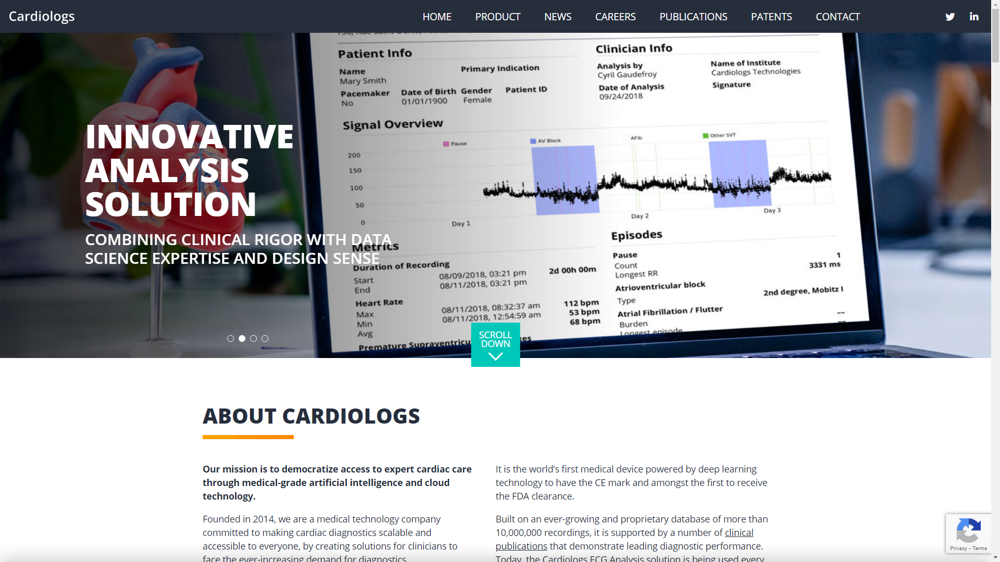 Cardiologs
HOME
PRODUCT
NEWS
CAREERS
PUBLICATIONS
PATENTS
CONTACT
Patient Info
Name
Mary Smith
Primary Indication
Pacemaker
No
Date of Birth
01/01/1900
Gender
Female
Patient ID
Clinician Info
Analysis by
Cyril Gaudefroy
Name of Institute
Cardiologs Technologies
Date of Analysis
09/24/2018
Signature
Signal Overview
Pause
AV Block
AFib
Other SVT
200
150
100
50
0
Day 1
Day 2
Day 3
INNOVATIVE
ANALYSIS
SOLUTION
COMBINING CLINICAL RIGOR WITH DATA
SCIENCE EXPERTISE AND DESIGN SENSE
Metrics
Duration of Recording
2d 00h 00m
Start
08/09/2018, 03:21 pm
End
08/11/2018, 03:21 pm
Heart Rate
Max
08/11/2018, 08:32:37 am
112 bpm
Min
08/11/2018, 12:54:59 am
53 bpm
Avg
68 bpm
Premature Supraventricu
xes
Episodes
Pause
1
Count
3331 ms
Longest RR
Atrioventricular block
Type
2nd degree, Mobitz I
Atrial Fibrillation / Flutter
Burden
--
Longest episode
--
SCROLL
DOWN
ABOUT CARDIOLOGS
Our mission is to democratize access to expert cardiac care
through medical-grade artificial intelligence and cloud
technology.
Founded in 2014, we are a medical technology company
committed to making cardiac diagnostics scalable and
accessible to everyone, by creating solutions for clinicians to
face the ever-increasing demand for diagnostics.
It is the world’s first medical device powered by deep learning
technology to have the CE mark and amongst the first to receive
the FDA clearance.
Built on an ever-growing and proprietary database of more than
10,000,000 recordings, it is supported by a number of clinical
publications that demonstrate leading diagnostic performance.
Today, the Cardiologs ECG Analysis solution is being used every
Privacy - Terms